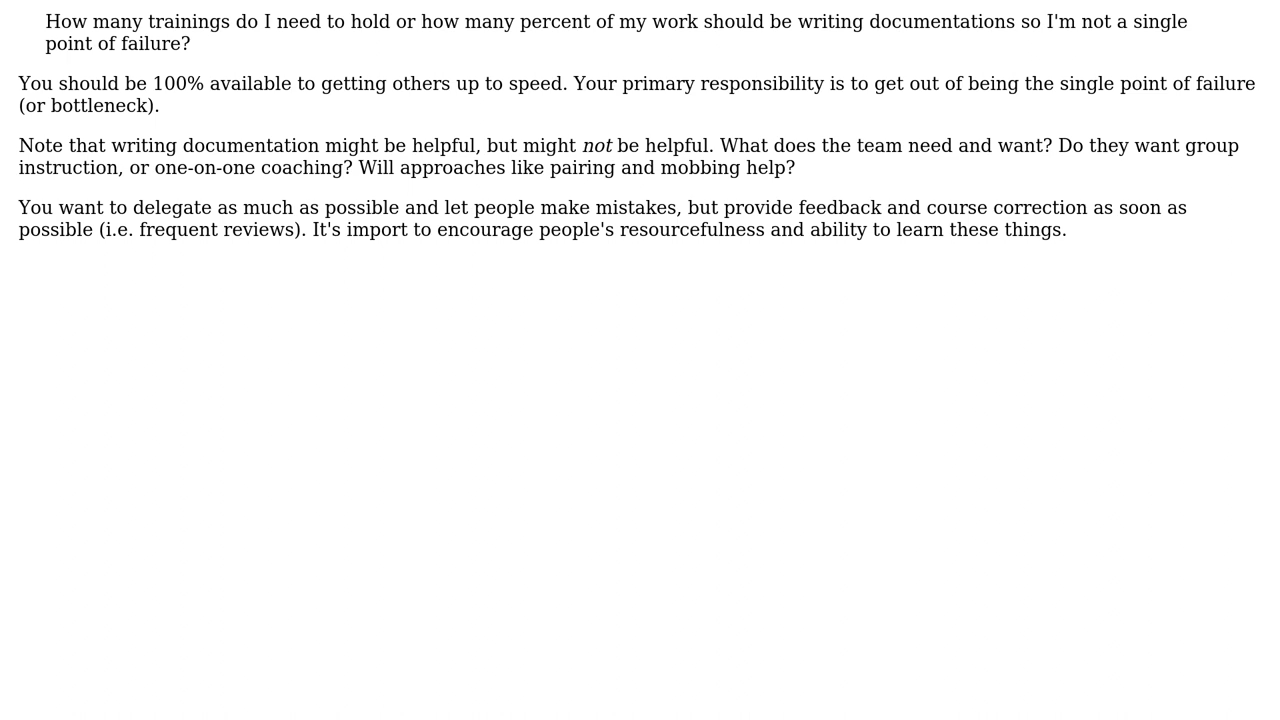 How many trainings do I need to hold or how many percent of my work should be writing documentations so I'm not a single
point of failure?
You should be 100% available to getting others up to speed. Your primary responsibility is to get out of being the single point of failure
(or bottleneck).
Note that writing documentation might be helpful, but might not be helpful. What does the team need and want? Do they want group
instruction, or one-on-one coaching? Will approaches like pairing and mobbing help?
You want to delegate as much as possible and let people make mistakes, but provide feedback and course correction as soon as
possible (i.e. frequent reviews). It's import to encourage people's resourcefulness and ability to learn these things.